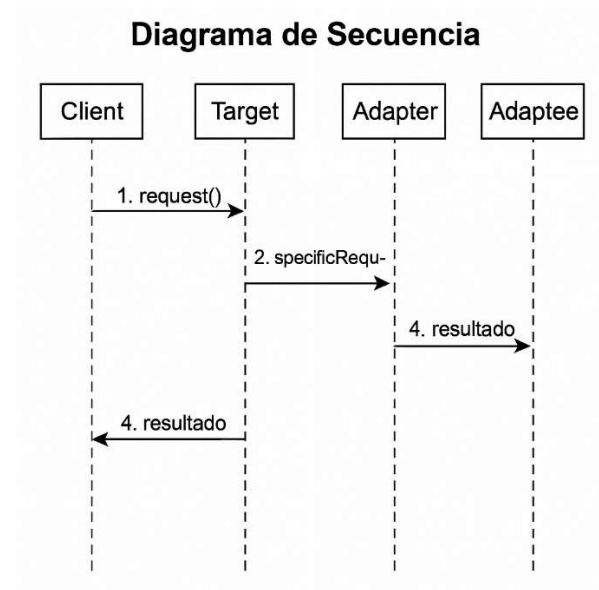 Diagrama de Secuencia
Client
Target
Adapter
Adaptee
1. request()
2. specificRequ-
4. resultado
4. resultado